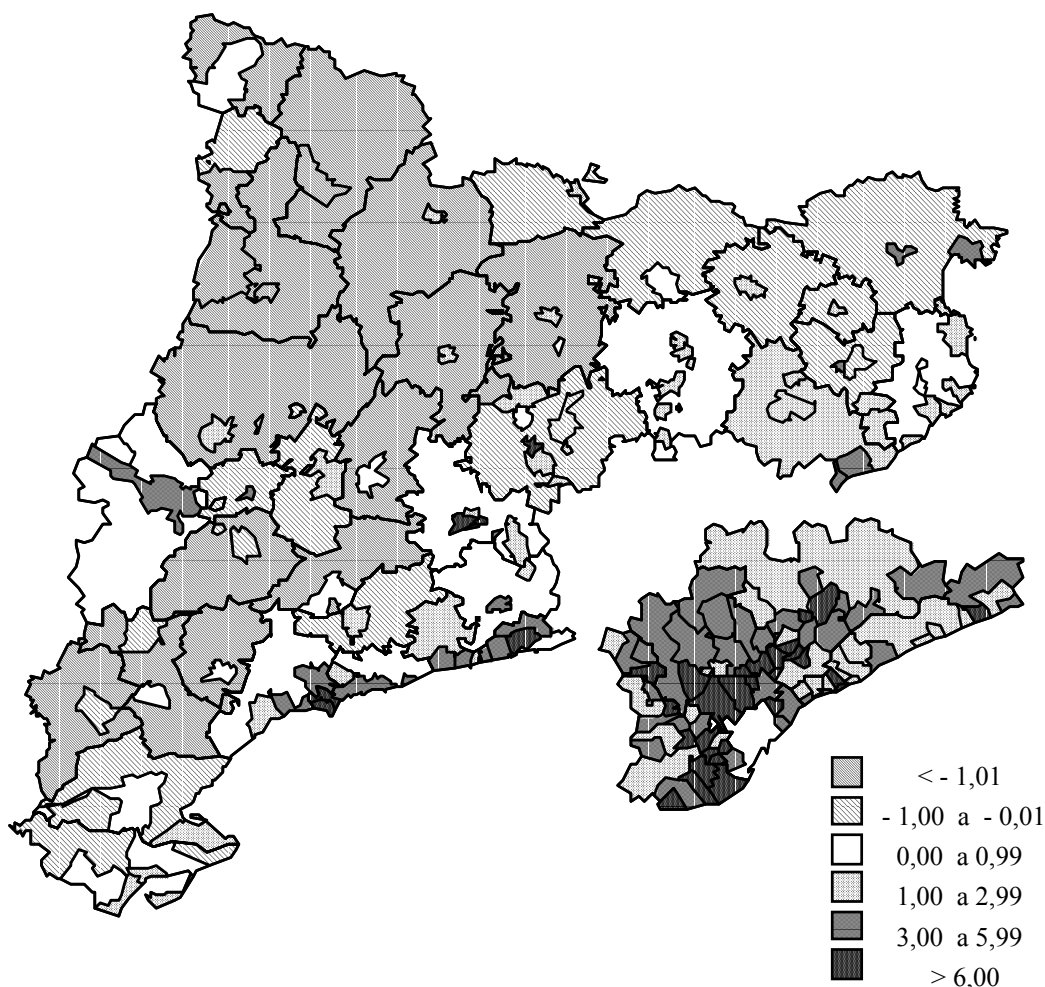 < - 1,01
- 1,00 a - 0,01
0,00 a 0,99
1,00 a 2,99
3,00 a 5,99
> 6,00